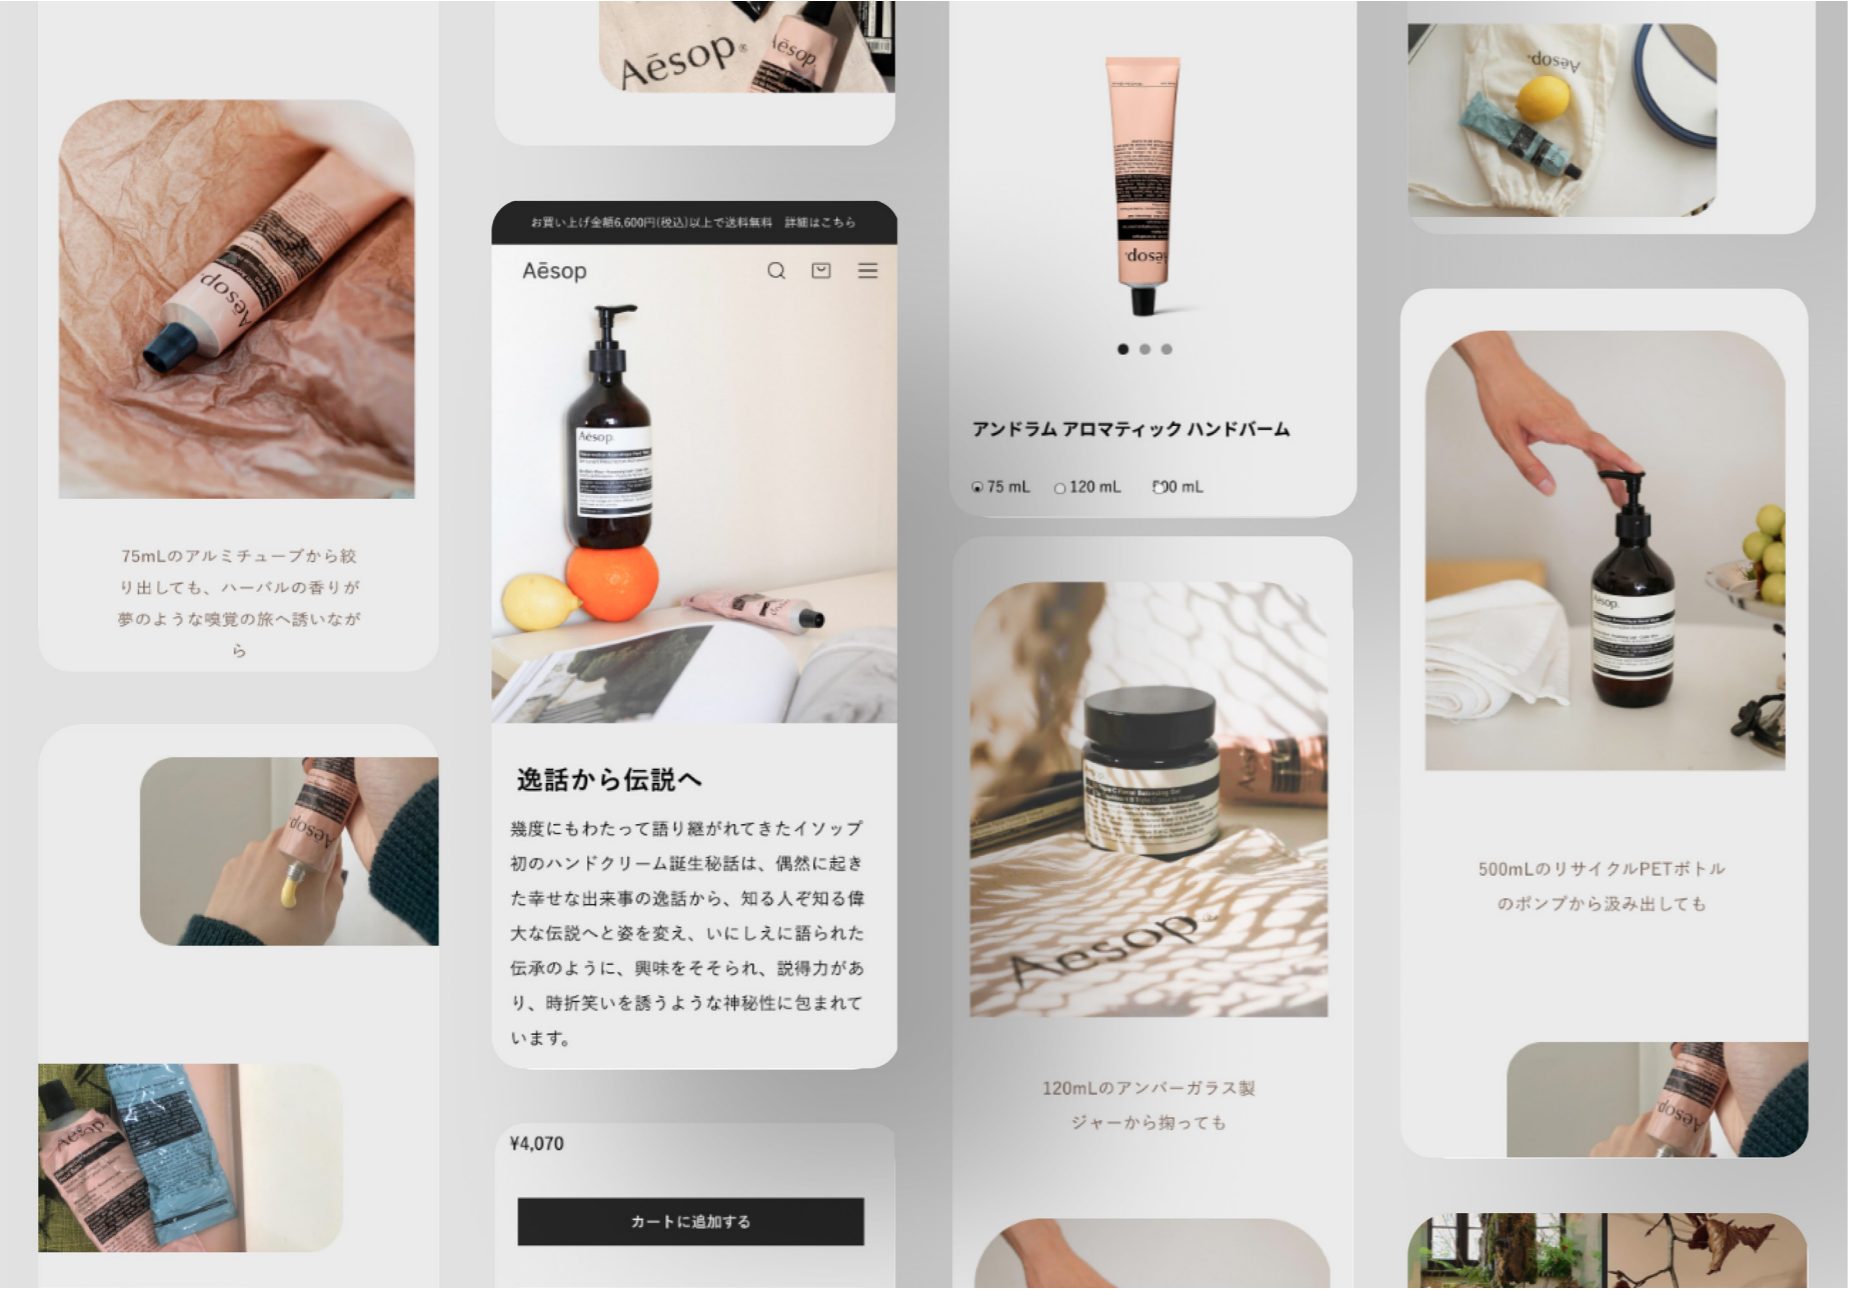 75mLのアルミチューブから絞
り出しても、ハーバルの香りが
夢のような嗅覚の旅へ誘いなが
ら
Aēsop.
Aēsop.
Aēsop.
Aēsop.
Aēsop®
Aēsop.
お買い上げ金額6,600円(税込)以上で送料無料 詳細はこちら
Aēsop
Aēsop.
逸話から伝説へ
幾度にもわたって語り継がれてきたイソップ
初のハンドクリーム誕生秘話は、偶然に起き
た幸せな出来事の逸話から、知る人ぞ知る偉
大な伝説へと姿を変え、いにしえに語られた
伝承のように、興味をそそられ、説得力があ
り、時折笑いを誘うような神秘性に包まれて
います。
¥4,070
カートに追加する
Aēsop.
アンドラム アロマティック ハンドバーム
75 mL 120 mL 500 mL
Aesop.
120mLのアンバーガラス製
ジャーから掬っても
Aēsop.
500mLのリサイクルPETボトル
のポンプから汲み出しても
Aēsop.